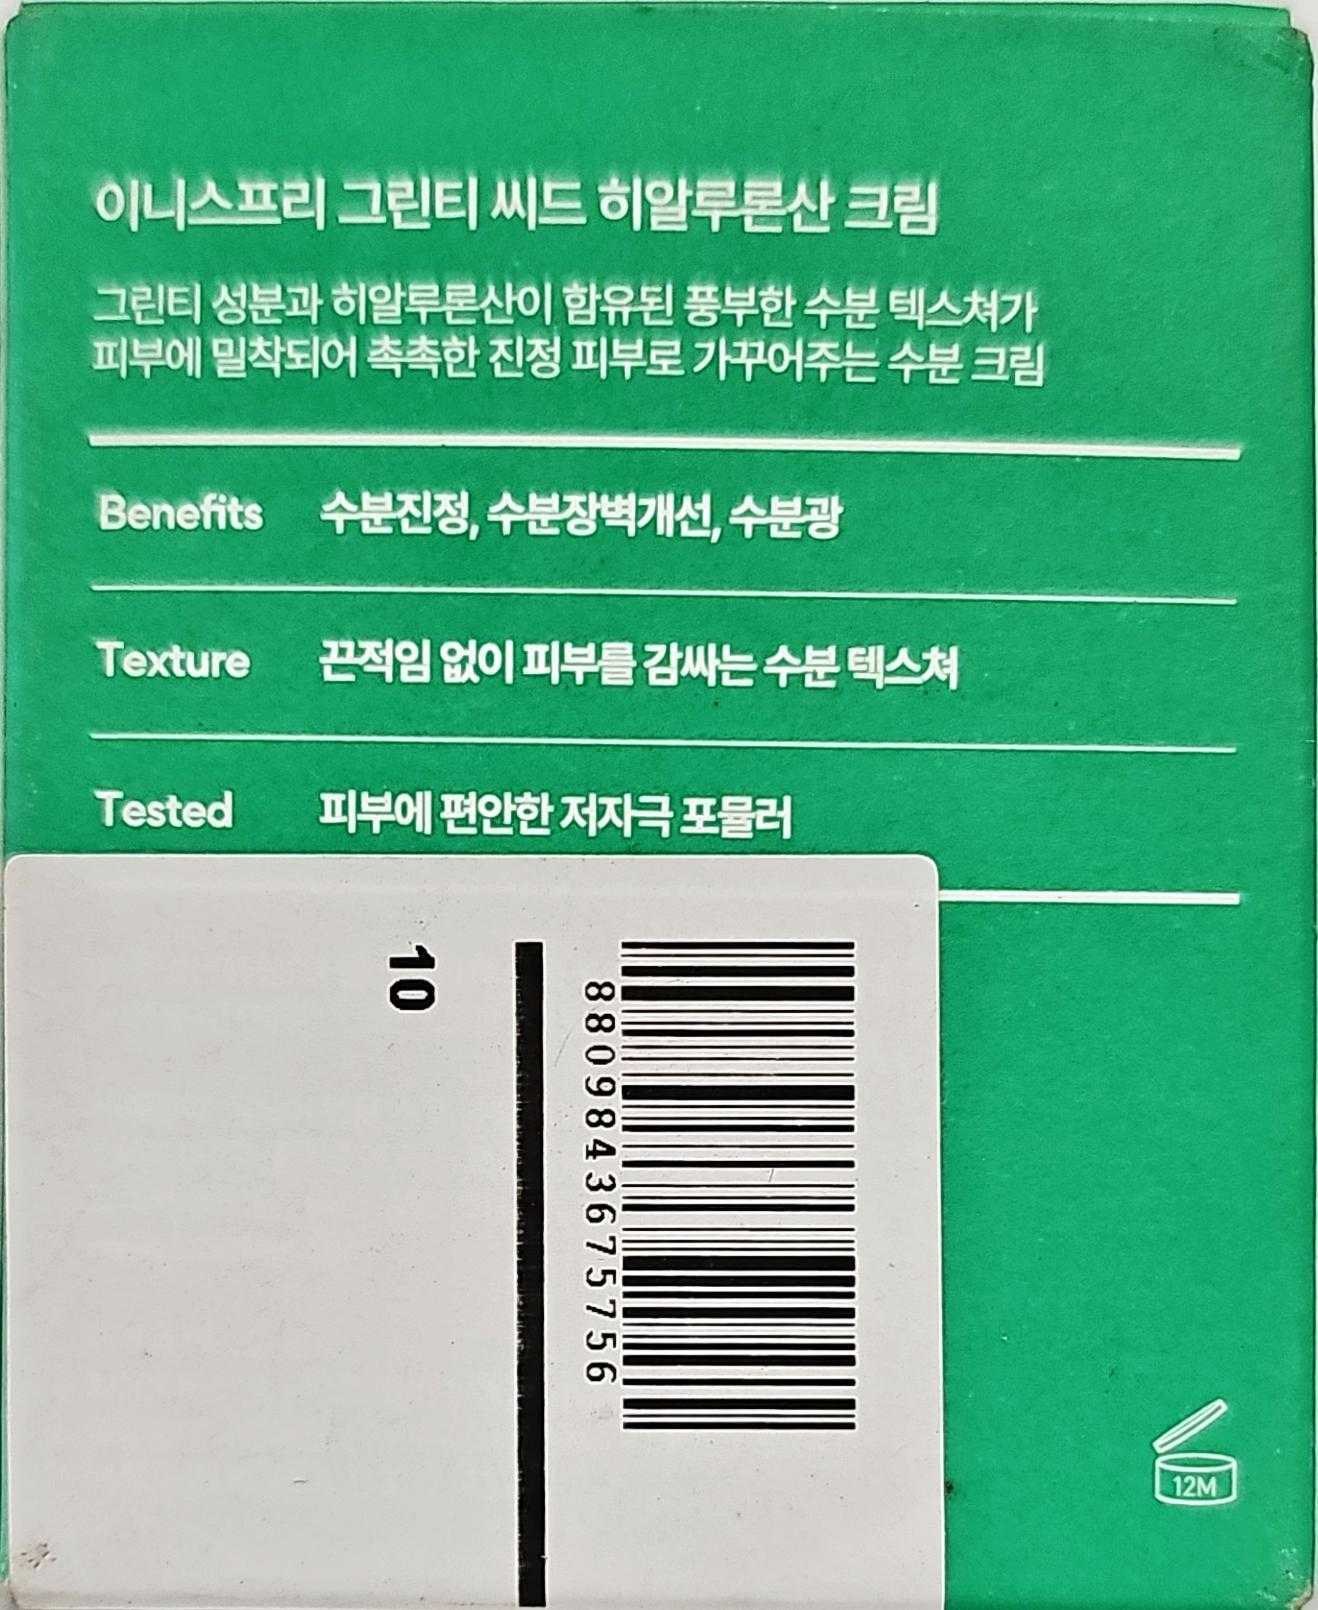 이니스프리 그린티 씨드 히알루론산 크림
그린티 성분과 히알루론산이 함유된 풍부한 수분 텍스쳐가
피부에 밀착되어 촉촉한 진정 피부로 가꾸어주는 수분 크림
Benefits 수분진정, 수분장벽개선, 수분광
Texture 끈적임 없이 피부를 감싸는 수분 텍스쳐
Tested 피부에 편안한 저자극 포뮬러
10
8809843675756
12M